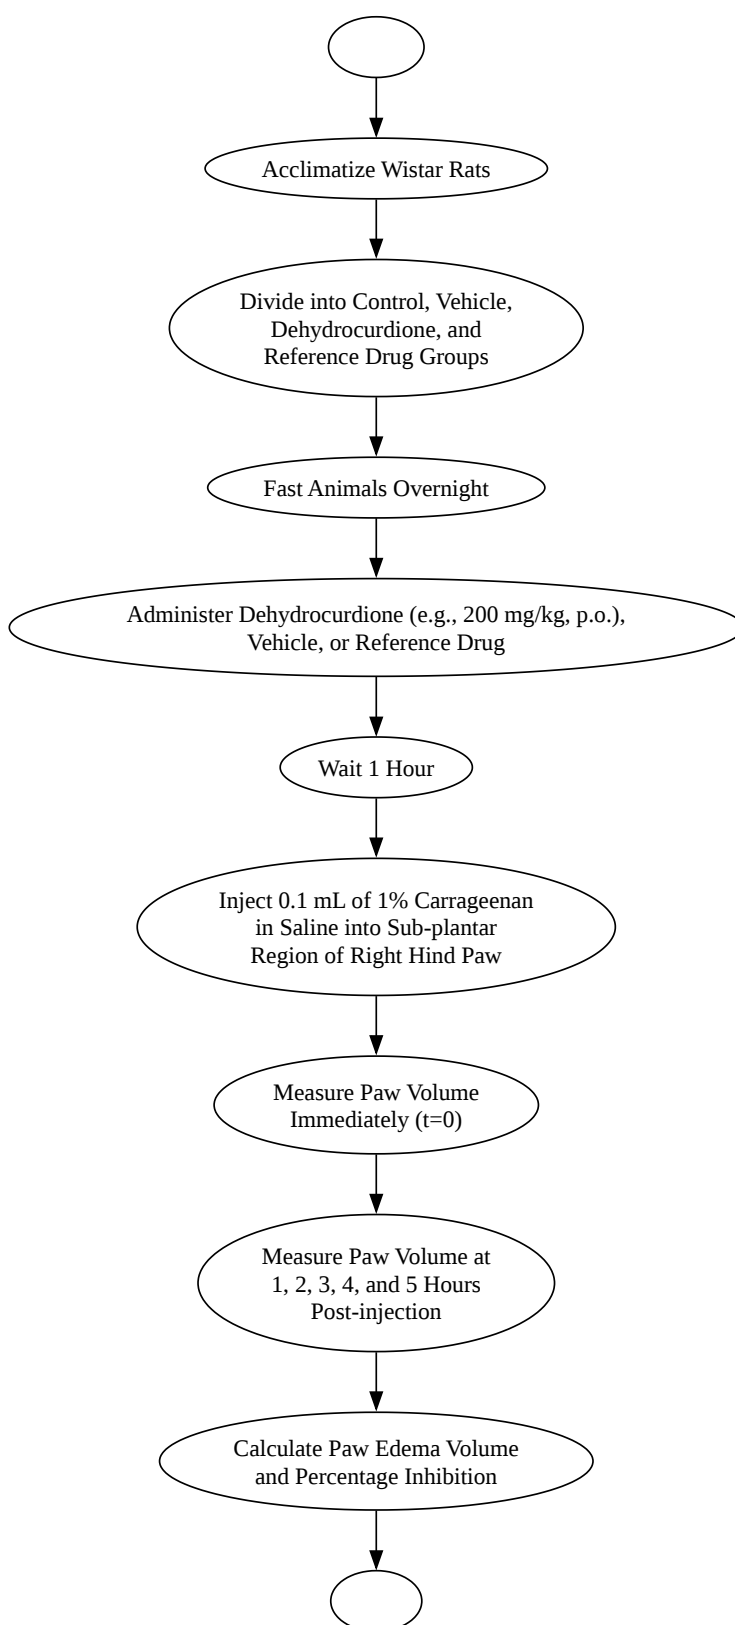 Acclimatize Wistar Rats
Divide into Control, Vehicle,
Dehydrocurdione, and
Reference Drug Groups
Fast Animals Overnight
Administer Dehydrocurdione (e.g., 200 mg/kg, p.o.),
Vehicle, or Reference Drug
Wait 1 Hour
Inject 0.1 mL of 1% Carrageenan
in Saline into Sub-plantar
Region of Right Hind Paw
Measure Paw Volume
Immediately (t=0)
Measure Paw Volume at
1, 2, 3, 4, and 5 Hours
Post-injection
Calculate Paw Edema Volume
and Percentage Inhibition